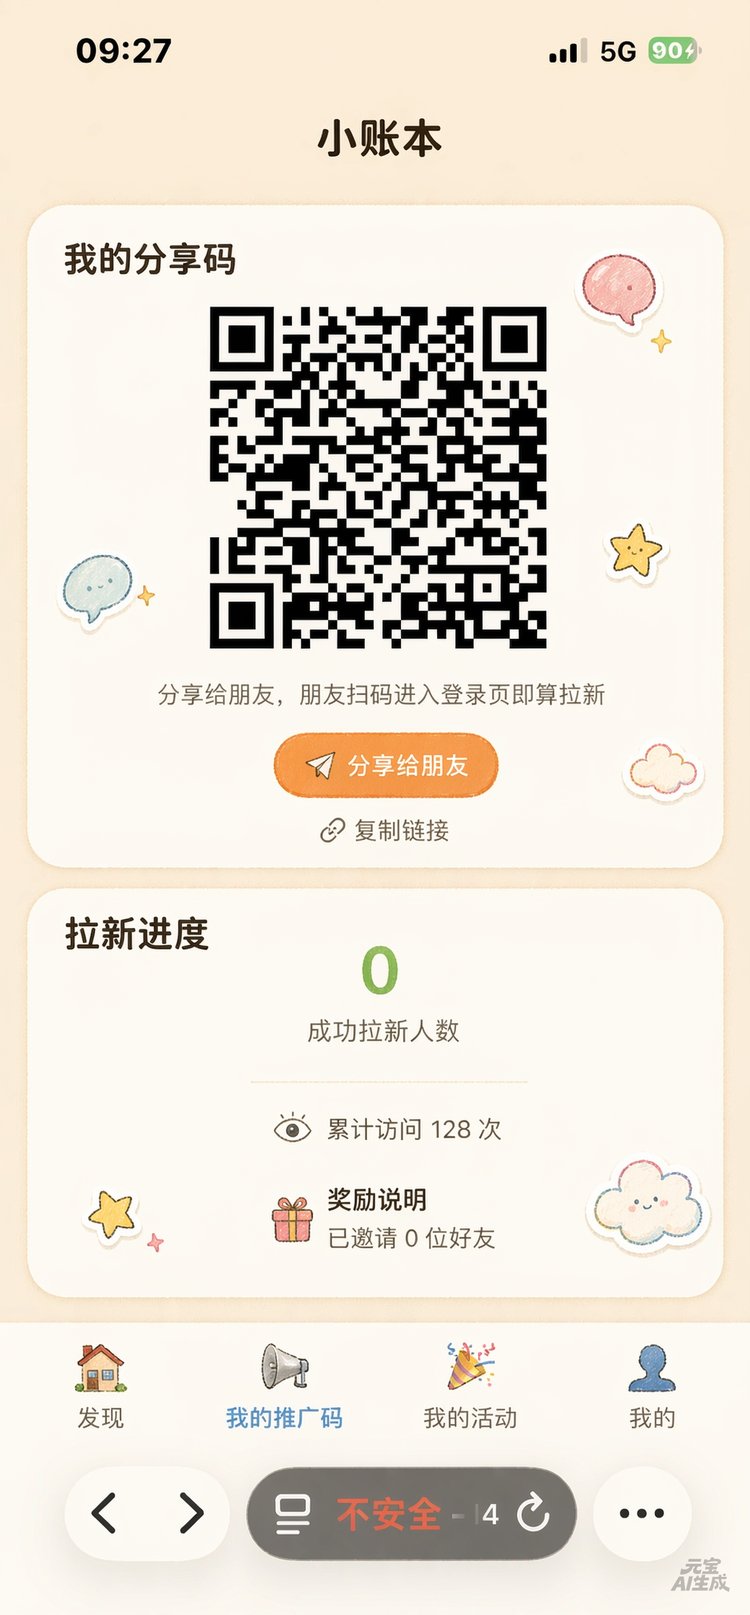 09:27
5G
90
小账本
我的分享码
分享给朋友，朋友扫码进入登录页即算拉新
分享给朋友
复制链接
拉新进度
0
成功拉新人数
累计访问 128 次
奖励说明
已邀请 0 位好友
发现
我的推广码
我的活动
我的
不安全 - 4
元宝
AI生成